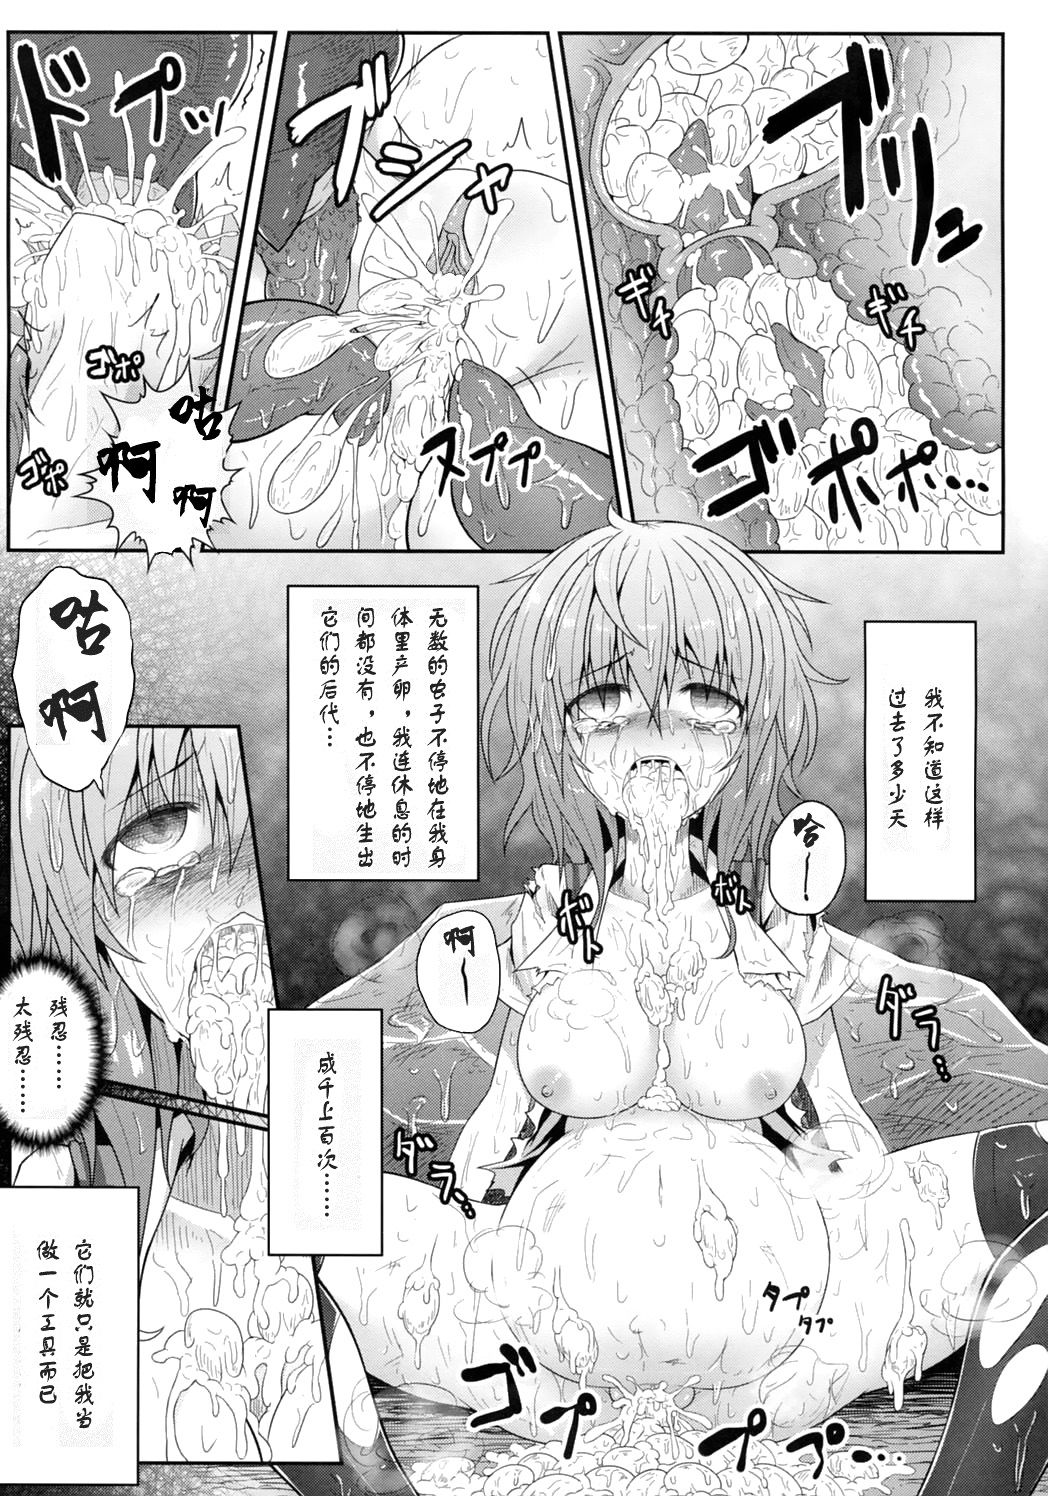 ブ
リュ
ギチ
ギチ
ゴポポ…
ブ
シャ
ヌププ
ド
プッ
ゴポ
ゴポ
咕
啊
啊
我不知道这样
过去了多少天
无数的虫子不停地在我身
体里产卵，我连休息的时
间都没有，也不停地生出
它们的后代…
咕
啊
哈～
啊～
ボト
ボト
ダラ…
ダラ…
成千上百次……
残忍……
太残忍……
タプ
タプ
ゴプップ…
它们就只是把我当
做一个工具而已